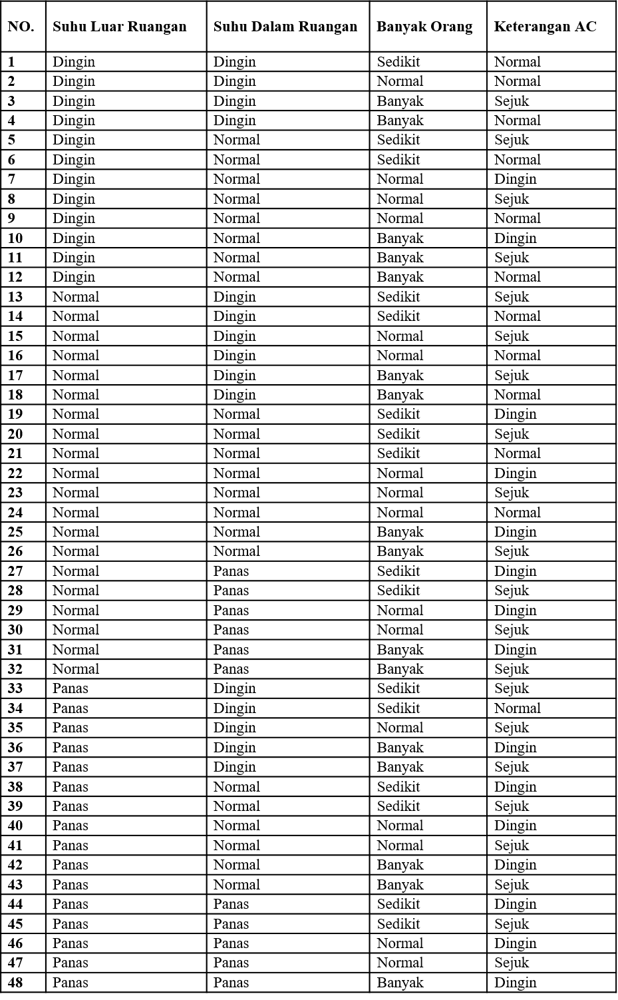 NO. Suhu Luar Ruangan Suhu Dalam Ruangan Banyak Orang Keterangan AC
1 Dingin Dingin Sedikit Normal
2 Dingin Dingin Normal Normal
3 Dingin Dingin Banyak Sejuk
4 Dingin Dingin Banyak Normal
5 Dingin Normal Sedikit Sejuk
6 Dingin Normal Sedikit Normal
7 Dingin Normal Normal Dingin
8 Dingin Normal Normal Sejuk
9 Dingin Normal Normal Normal
10 Dingin Normal Banyak Dingin
11 Dingin Normal Banyak Sejuk
12 Dingin Normal Banyak Normal
13 Normal Dingin Sedikit Sejuk
14 Normal Dingin Sedikit Normal
15 Normal Dingin Normal Sejuk
16 Normal Dingin Normal Normal
17 Normal Dingin Banyak Sejuk
18 Normal Dingin Banyak Normal
19 Normal Normal Sedikit Dingin
20 Normal Normal Sedikit Sejuk
21 Normal Normal Sedikit Normal
22 Normal Normal Normal Dingin
23 Normal Normal Normal Sejuk
24 Normal Normal Normal Normal
25 Normal Normal Banyak Dingin
26 Normal Normal Banyak Sejuk
27 Normal Panas Sedikit Dingin
28 Normal Panas Sedikit Sejuk
29 Normal Panas Normal Dingin
30 Normal Panas Normal Sejuk
31 Normal Panas Banyak Dingin
32 Normal Panas Banyak Sejuk
33 Panas Dingin Sedikit Sejuk
34 Panas Dingin Sedikit Normal
35 Panas Dingin Normal Sejuk
36 Panas Dingin Banyak Dingin
37 Panas Dingin Banyak Sejuk
38 Panas Normal Sedikit Dingin
39 Panas Normal Sedikit Sejuk
40 Panas Normal Normal Dingin
41 Panas Normal Normal Sejuk
42 Panas Normal Banyak Dingin
43 Panas Normal Banyak Sejuk
44 Panas Panas Sedikit Dingin
45 Panas Panas Sedikit Sejuk
46 Panas Panas Normal Dingin
47 Panas Panas Normal Sejuk
48 Panas Panas Banyak Dingin